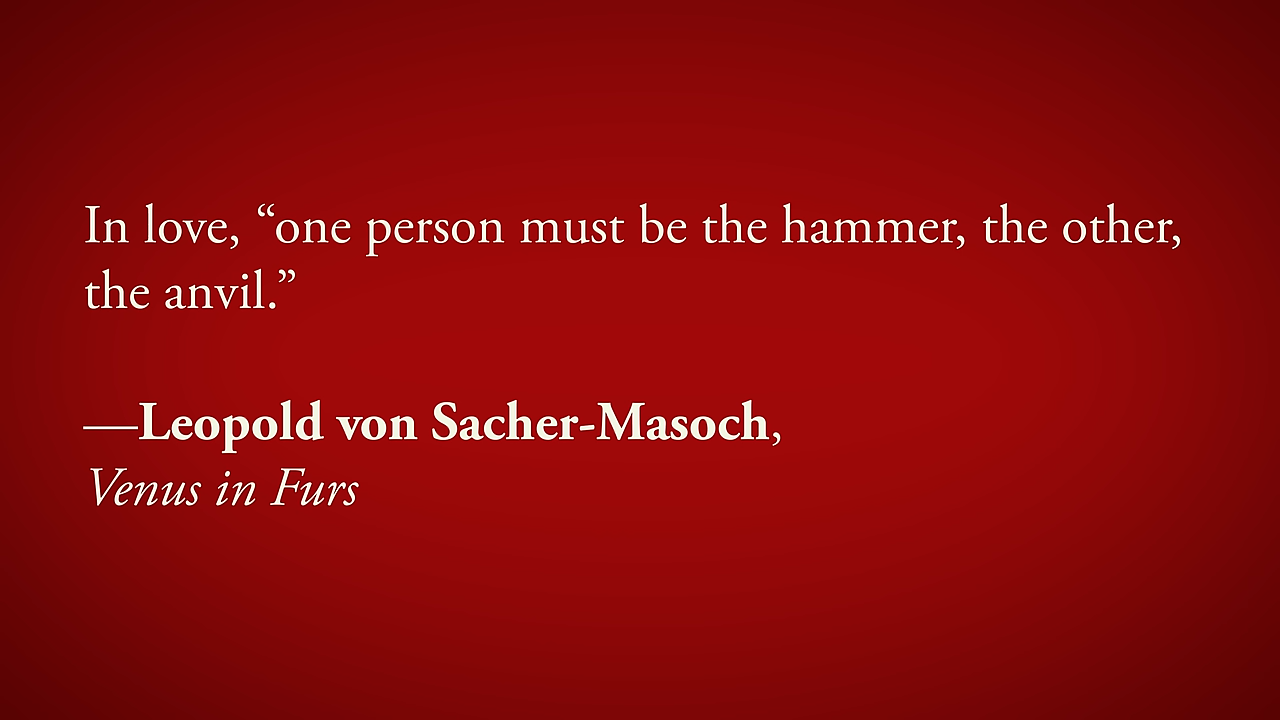 In love, “one person must be the hammer, the other,
the anvil.”
—Leopold von Sacher-Masoch,
Venus in Furs